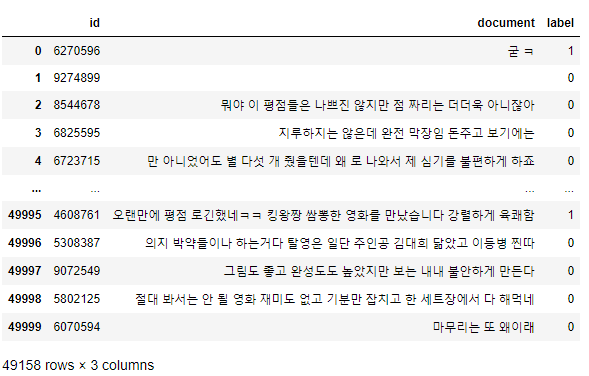 id document label
0 6270596 굳 ㅋ 1
1 9274899 0
2 8544678 뭐야 이 평점들은 나쁘진 않지만 점 짜리는 더더욱 아니잖아 0
3 6825595 지루하지는 않은데 완전 막장임 돈주고 보기에는 0
4 6723715 만 아니었어도 별 다섯 개 줬을텐데 왜 로 나와서 제 심기를 불편하게 하죠 0
... ... ... ...
49995 4608761 오랜만에 평점 로긴했네ㅋㅋ 킹왕짱 쌈뽕한 영화를 만났습니다 강렬하게 육쾌함 1
49996 5308387 의지 박약들이나 하는거다 탈영은 일단 주인공 김대희 닮았고 이등병 찐따 0
49997 9072549 그림도 좋고 완성도도 높았지만 보는 내내 불안하게 만든다 0
49998 5802125 절대 봐서는 안 될 영화 재미도 없고 기분만 잡치고 한 세트장에서 다 해먹네 0
49999 6070594 마무리는 또 왜이래 0
49158 rows × 3 columns